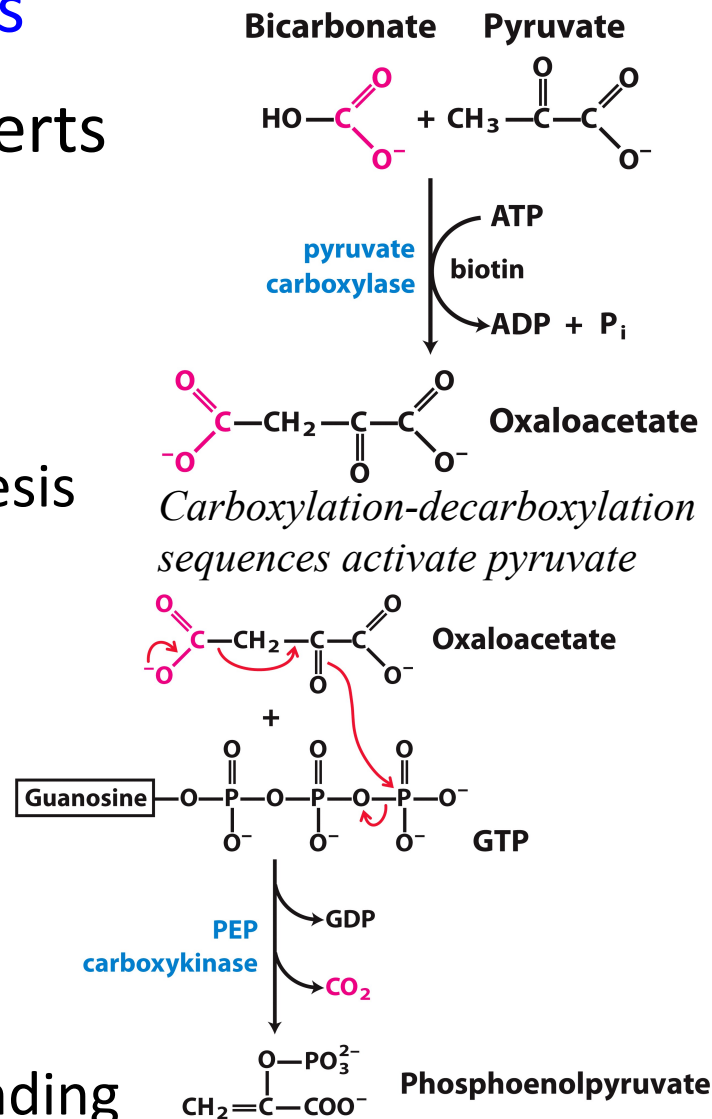 s
Bicarbonate Pyruvate
O O O
HO—C + CH₃—C—C
O⁻ O⁻
erts
ATP
pyruvate
carboxylase
biotin
ADP + Pᵢ
O O
C—CH₂—C—C Oxaloacetate
⁻O O O⁻
esis
Carboxylation-decarboxylation
sequences activate pyruvate
O O
C—CH₂—C—C Oxaloacetate
⁻O O O⁻
+
O O O
Guanosine—O—P—O—P—O—P—O⁻
O⁻ O⁻ O⁻ GTP
GDP
PEP
carboxykinase
CO₂
O—PO₃²⁻
nding
CH₂=C—COO⁻ Phosphoenolpyruvate